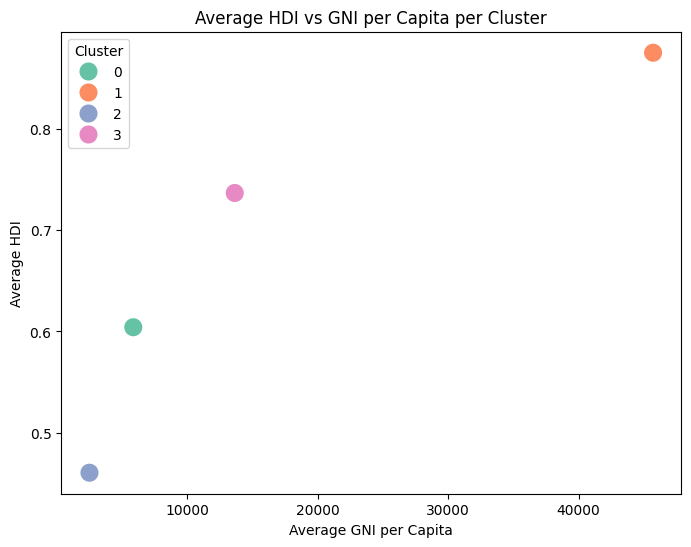 Average HDI vs GNI per Capita per Cluster
Cluster
0
1
2
3
Average HDI
0.8
0.7
0.6
0.5
10000 20000 30000 40000
Average GNI per Capita